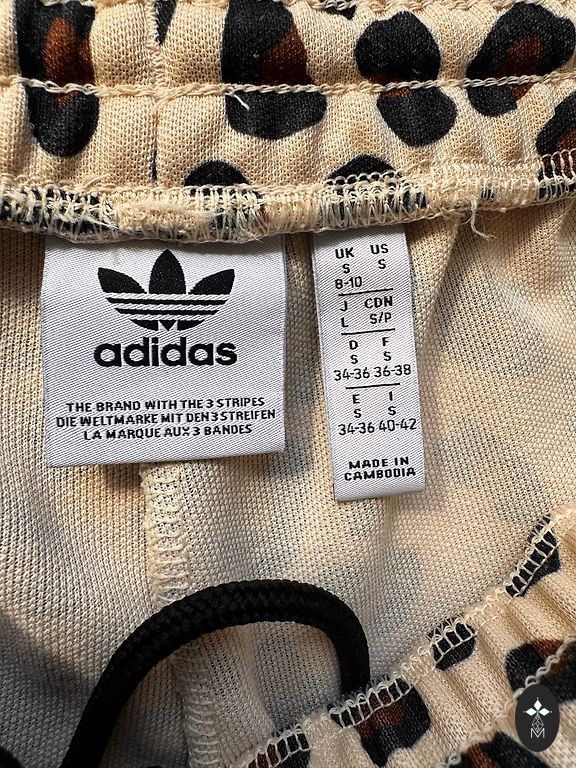 adidas
THE BRAND WITH THE 3 STRIPES
DIE WELTMARKE MIT DEN 3 STREIFEN
LA MARQUE AUX 3 BANDES
UK US
S S
8-10
J CDN
L S/P
D F
S S
34-36 36-38
E I
S S
34-36 40-42
MADE IN
CAMBODIA
M